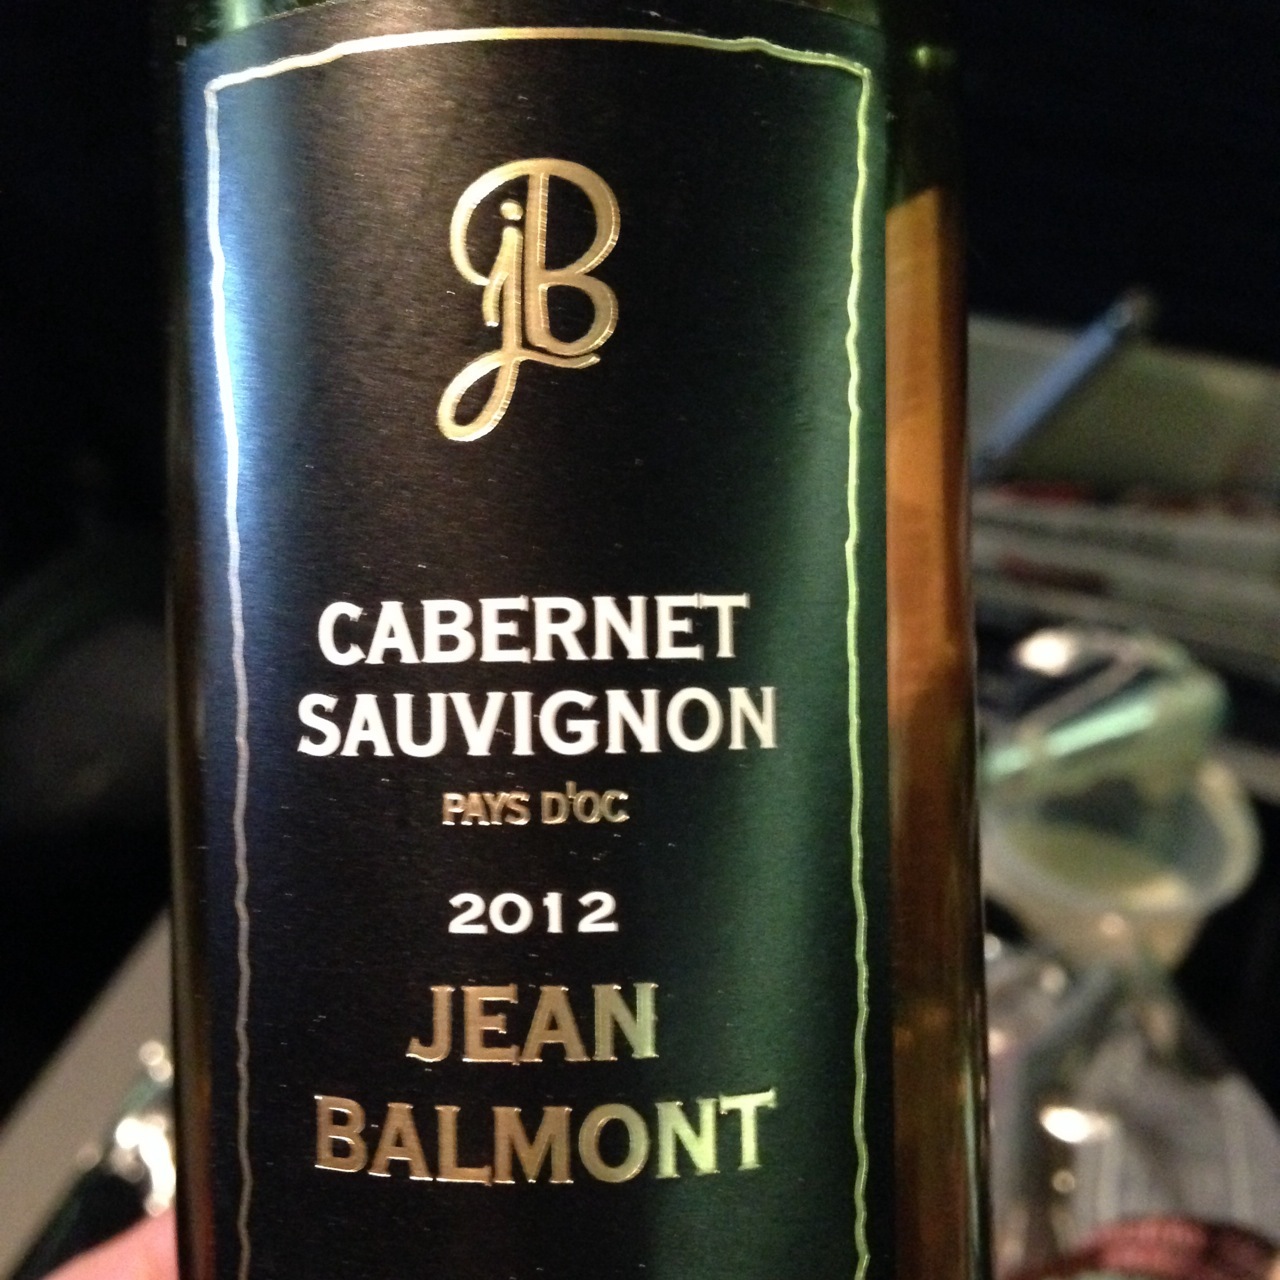 jB
CABERNET
SAUVIGNON
PAYS D'OC
2012
JEAN
BALMONT